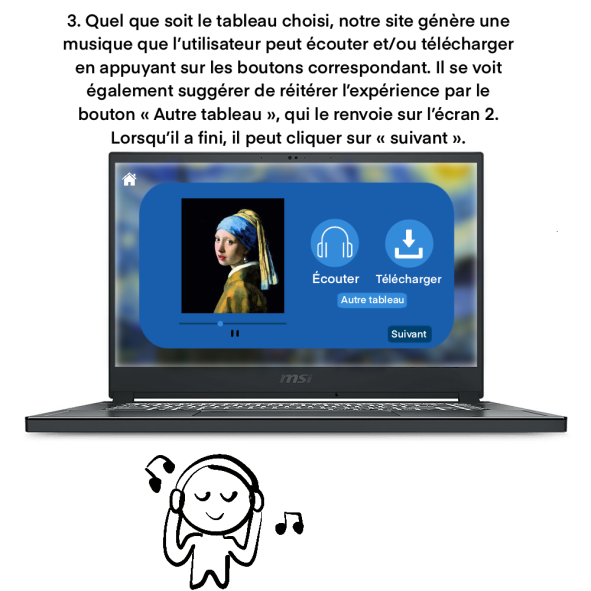 3. Quel que soit le tableau choisi, notre site génère une
musique que l’utilisateur peut écouter et/ou télécharger
en appuyant sur les boutons correspondant. Il se voit
également suggérer de réitérer l’expérience par le
bouton « Autre tableau », qui le renvoie sur l’écran 2.
Lorsqu’il a fini, il peut cliquer sur « suivant ».
Écouter
Télécharger
Autre tableau
Suivant
msi